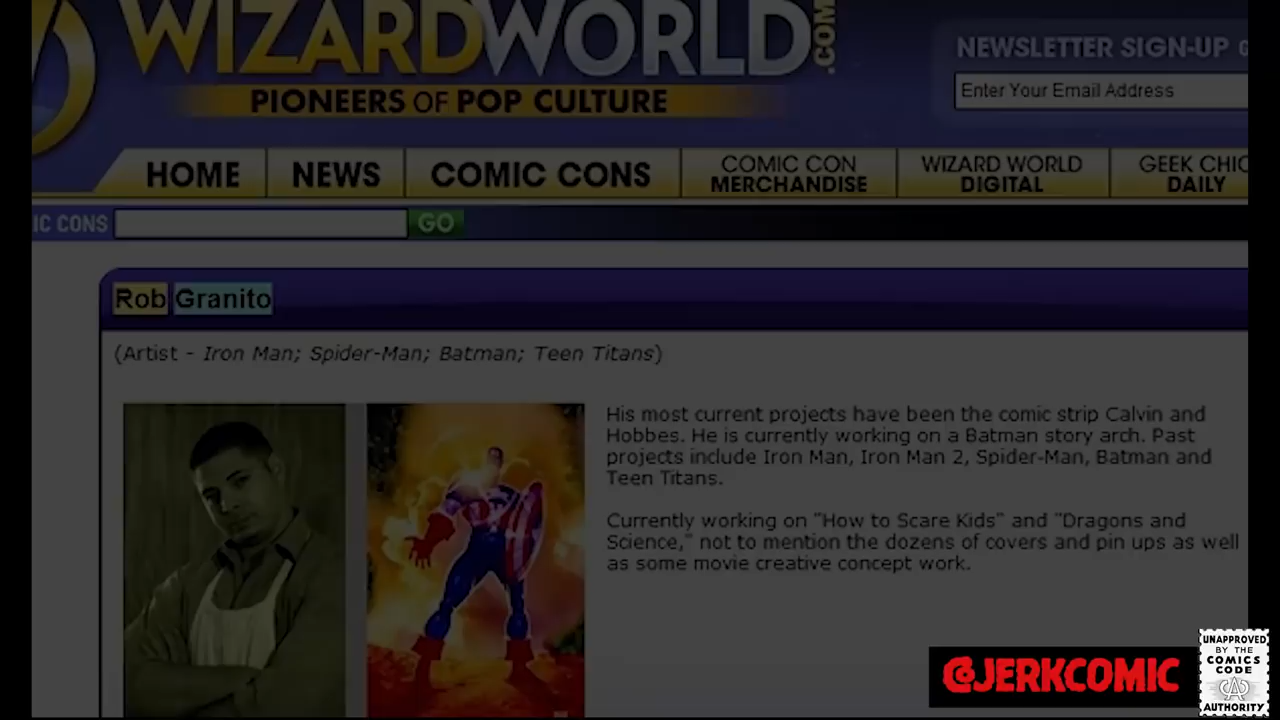 WIZARDWORLD.COM
PIONEERS OF POP CULTURE
NEWSLETTER SIGN-UP
Enter Your Email Address
HOME
NEWS
COMIC CONS
COMIC CON MERCHANDISE
WIZARD WORLD DIGITAL
GEEK CHIC DAILY
IC CONS
GO
Rob Granito
(Artist - Iron Man; Spider-Man; Batman; Teen Titans)
His most current projects have been the comic strip Calvin and
Hobbes. He is currently working on a Batman story arch. Past
projects include Iron Man, Iron Man 2, Spider-Man, Batman and
Teen Titans.
Currently working on "How to Scare Kids" and "Dragons and
Science," not to mention the dozens of covers and pin ups as well
as some movie creative concept work.
@JERKCOMIC
UNAPPROVED
BY THE
COMICS
CODE
AUTHORITY